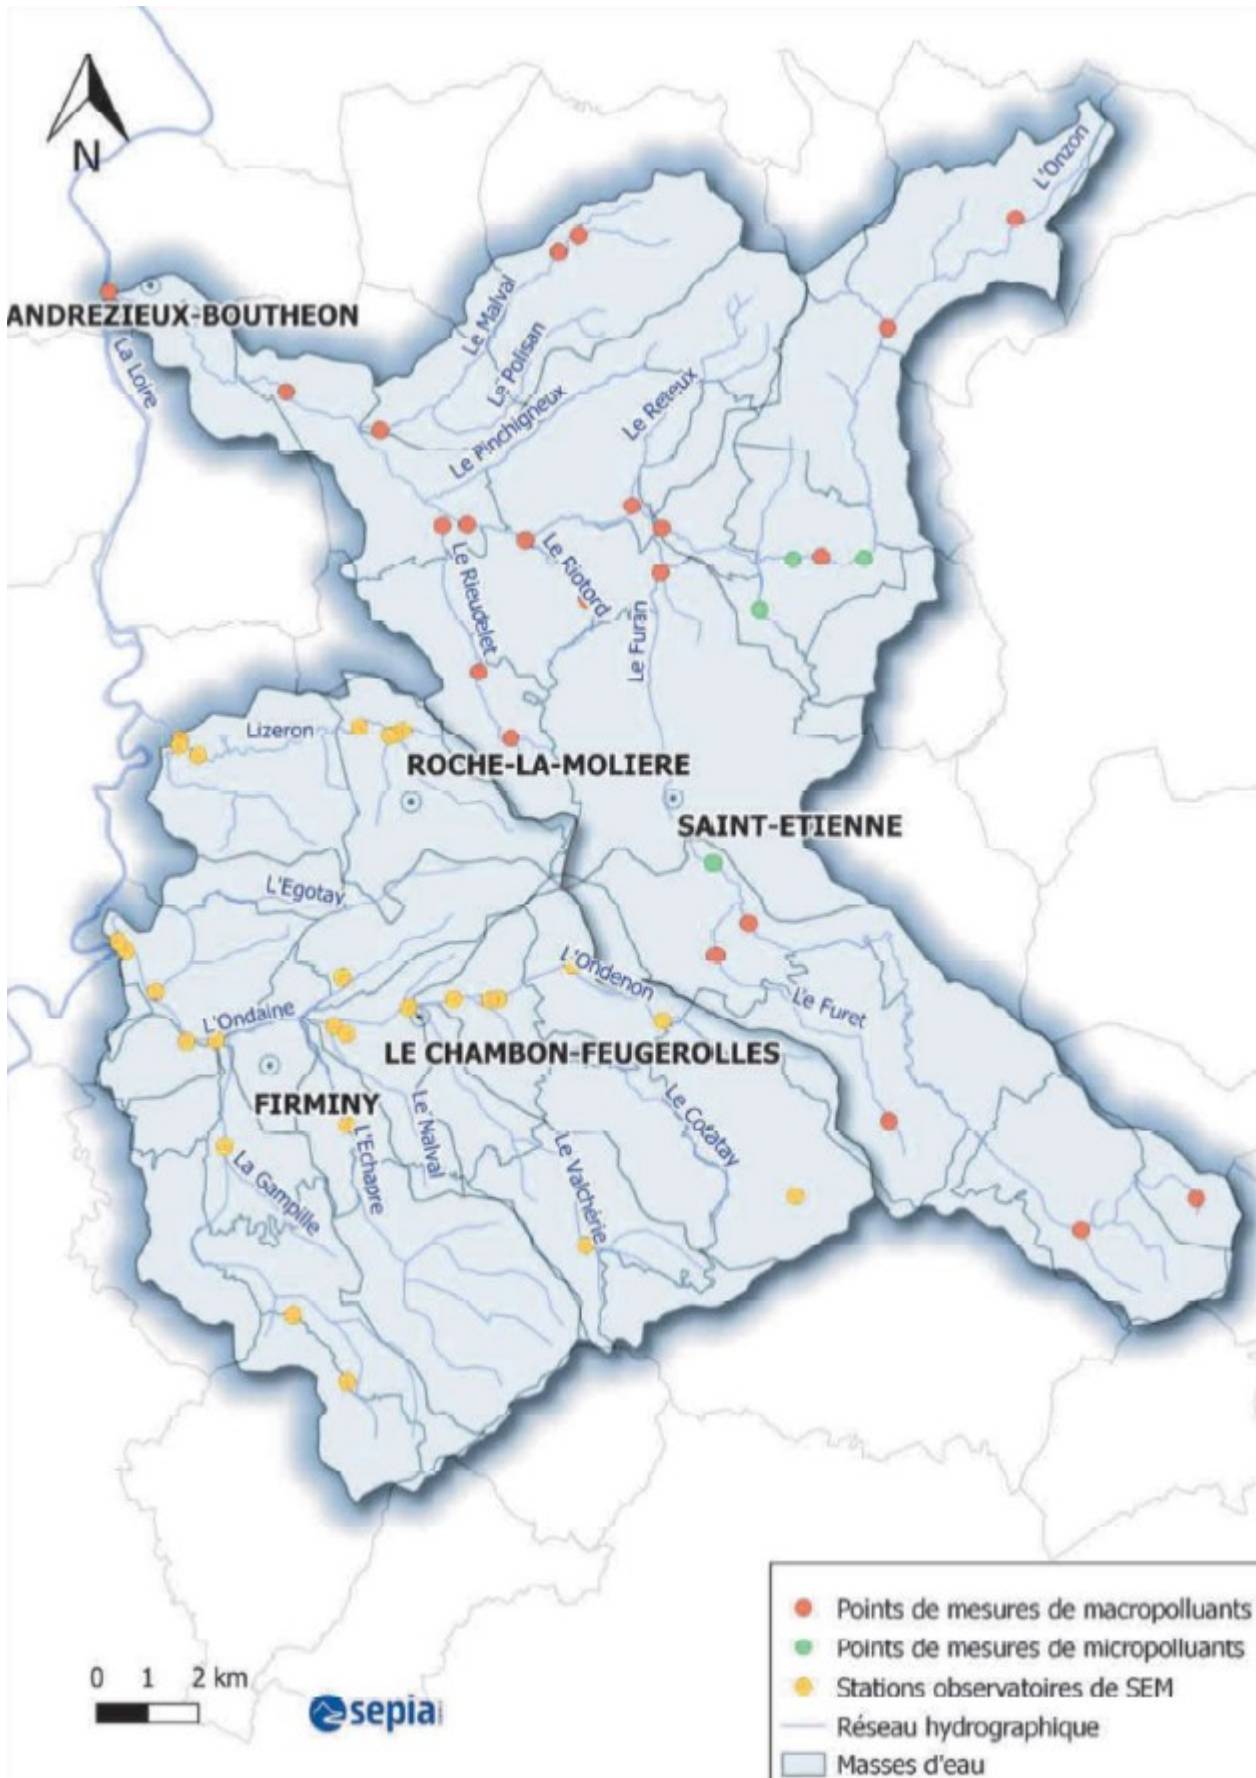 N
L'Onzon
ANDREZIEUX-BOUTHEON
La Loire
Le Malval
Le Polisan
Le Pinchigneux
Le Reteux
Le Rieudelet
Le Riotord
Le Furan
Lizeron
ROCHE-LA-MOLIERE
SAINT-ETIENNE
L'Egotay
L'Ondenon
Le Furet
L'Ondaine
LE CHAMBON-FEUGEROLLES
FIRMINY
Le Cotatay
Le Nalval
L'Echapre
Le Valchérie
La Gampille
Points de mesures de macropolluants
Points de mesures de micropolluants
Stations observatoires de SEM
Réseau hydrographique
Masses d'eau
0 1 2 km
sepia